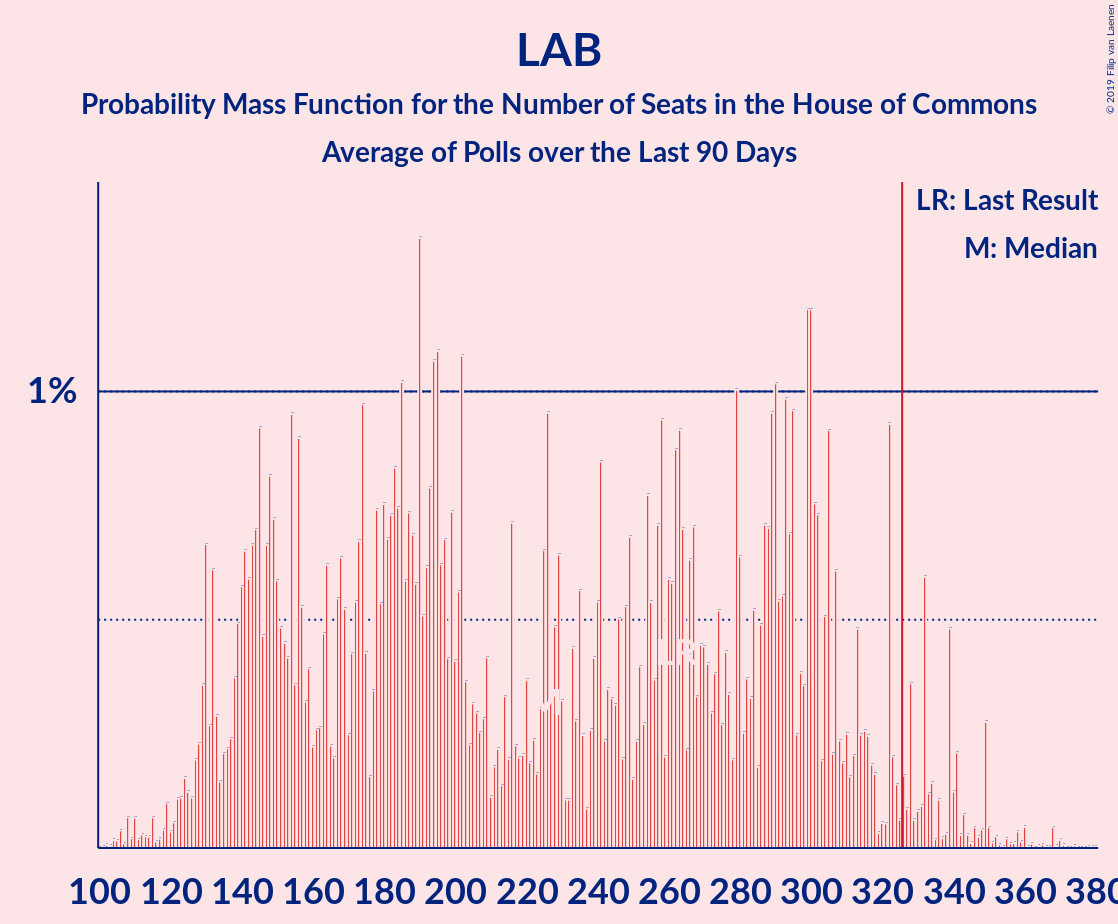 LAB
Probability Mass Function for the Number of Seats in the House of Commons
Average of Polls over the Last 90 Days
© 2019 Filip van Laenen
LR: Last Result
M: Median
1%
LR
M
100 120 140 160 180 200 220 240 260 280 300 320 340 360 380